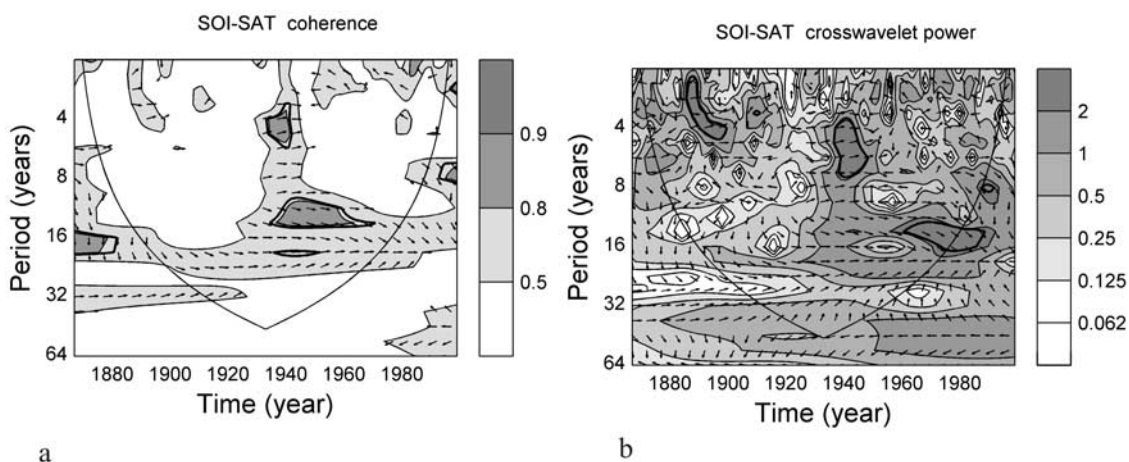 SOI-SAT coherence
Period (years)
4
8
16
32
64
1880 1900 1920 1940 1960 1980
Time (year)
0.9
0.8
0.5
a
SOI-SAT crosswavelet power
Period (years)
4
8
16
32
64
1880 1900 1920 1940 1960 1980
Time (year)
2
1
0.5
0.25
0.125
0.062
b